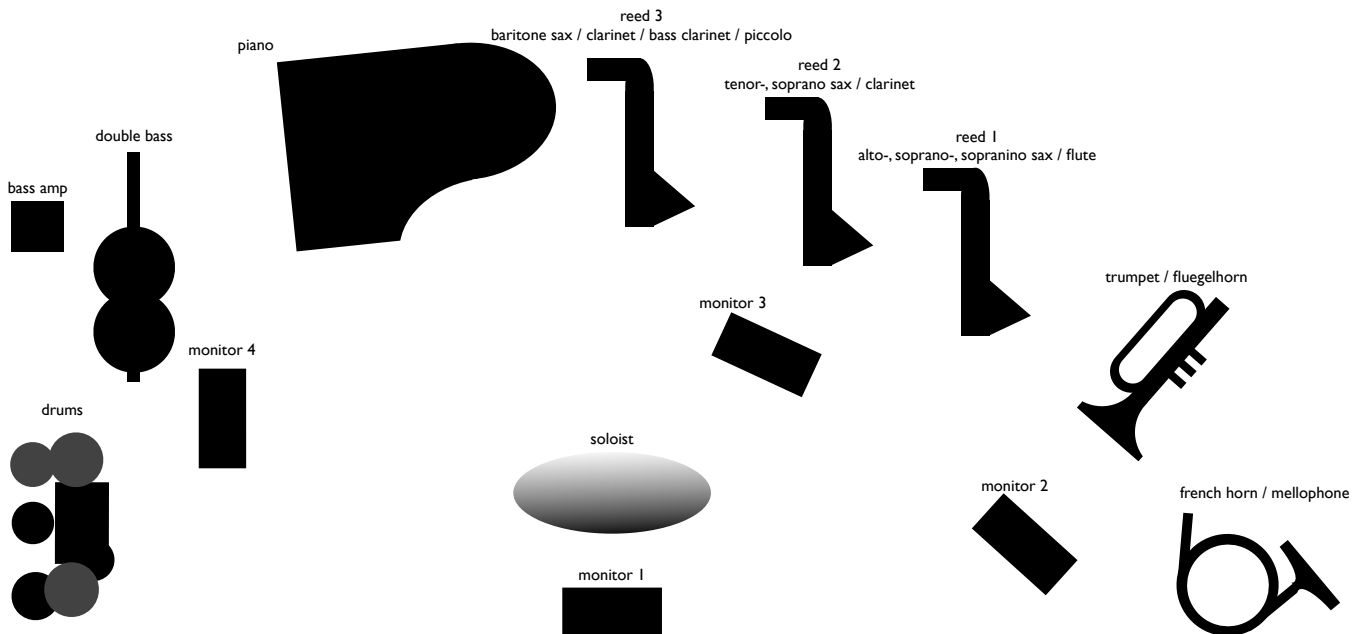 reed 3
baritone sax / clarinet / bass clarinet / piccolo
piano
reed 2
tenor-, soprano sax / clarinet
double bass
reed 1
alto-, soprano-, sopranino sax / flute
bass amp
trumpet / fluegelhorn
monitor 3
monitor 4
drums
soloist
monitor 2
french horn / mellophone
monitor 1